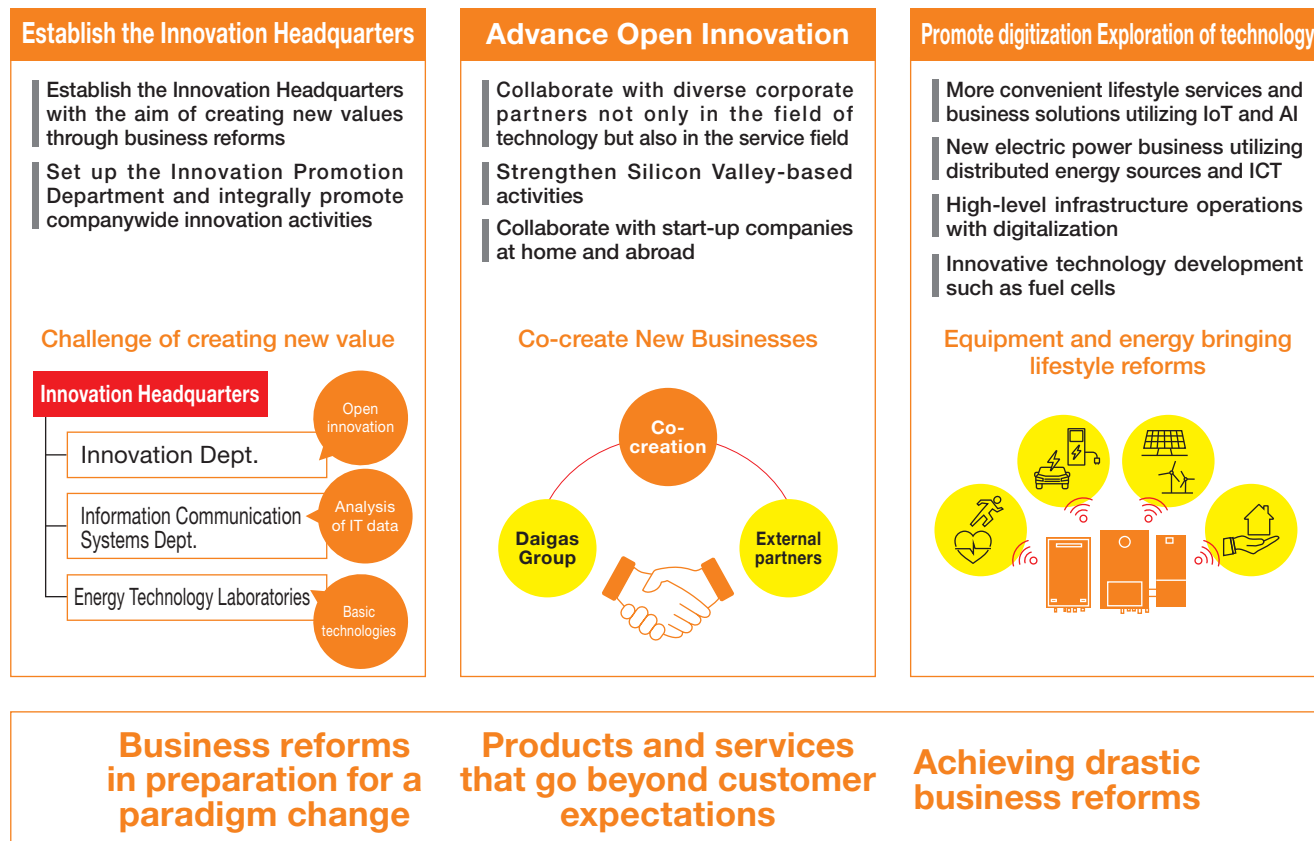 Establish the Innovation Headquarters
Establish the Innovation Headquarters
with the aim of creating new values
through business reforms
Set up the Innovation Promotion
Department and integrally promote
companywide innovation activities
Challenge of creating new value
Innovation Headquarters
Open
innovation
Innovation Dept.
Analysis
of IT data
Information Communication
Systems Dept.
Energy Technology Laboratories
Basic
technologies
Advance Open Innovation
Collaborate with diverse corporate
partners not only in the field of
technology but also in the service field
Strengthen Silicon Valley-based
activities
Collaborate with start-up companies
at home and abroad
Co-create New Businesses
Co-
creation
Daigas
Group
External
partners
Promote digitization Exploration of technology
More convenient lifestyle services and
business solutions utilizing IoT and AI
New electric power business utilizing
distributed energy sources and ICT
High-level infrastructure operations
with digitalization
Innovative technology development
such as fuel cells
Equipment and energy bringing
lifestyle reforms
Business reforms
in preparation for a
paradigm change
Products and services
that go beyond customer
expectations
Achieving drastic
business reforms